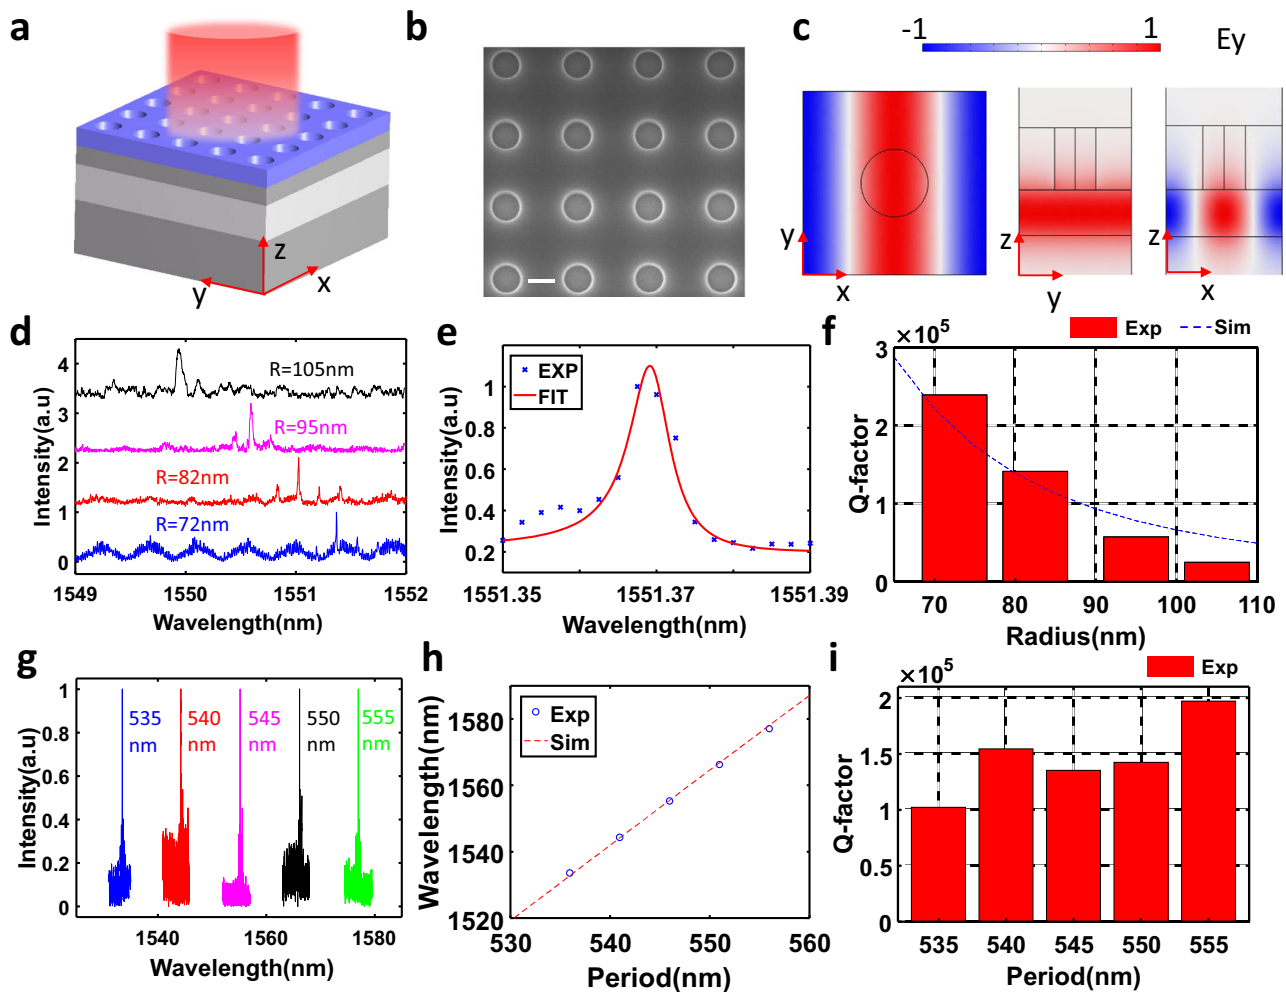 a
z
y
x
b
c
-1
1
Ey
y
x
z
y
z
x
d
4
3
2
1
0
Intensity(a.u)
R=105nm
R=95nm
R=82nm
R=72nm
1549
1550
1551
1552
Wavelength(nm)
e
EXP
FIT
1
0.8
0.6
0.4
0.2
Intensity(a.u)
1551.35
1551.37
1551.39
Wavelength(nm)
f
×10⁵
Exp
Sim
3
2
1
0
Q-factor
70
80
90
100
110
Radius(nm)
g
1
0.8
0.6
0.4
0.2
0
Intensity(a.u)
535
nm
540
nm
545
nm
550
nm
555
nm
1540
1560
1580
Wavelength(nm)
h
Exp
Sim
1580
1560
1540
1520
Wavelength(nm)
530
540
550
560
Period(nm)
i
×10⁵
Exp
2
1.5
1
0.5
0
Q-factor
535
540
545
550
555
Period(nm)